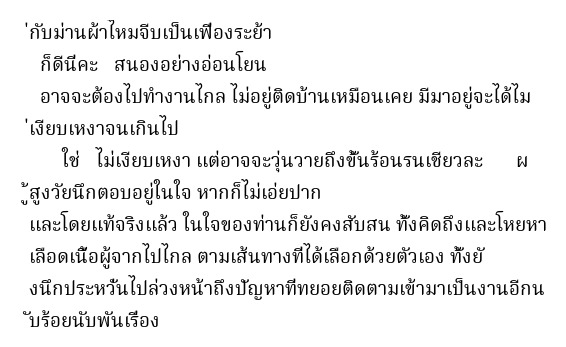 ่กับม่านผ้าไหมจีบเป็นเฟืองระย้า
ก็ดีนีคะ สนองอย่างอ่อนโยน
อาจจะต้องไปทำงานไกล ไม่อยู่ติดบ้านเหมือนเคย มีมาอยู่จะได้ไม
่เงียบเหงาจนเกินไป
ใช่ ไม่เงียบเหงา แต่อาจจะวุ่นวายถึงขั้นร้อนรนเชียวละ ผ
ู้สูงวัยนึกตอบอยู่ในใจ หากก็ไม่เอ่ยปาก
และโดยแท้จริงแล้ว ในใจของท่านก็ยังคงสับสน ทั้งคิดถึงและโหยหา
เลือดเนื้อผู้จากไปไกล ตามเส้นทางที่ได้เลือกด้วยตัวเอง ทั้งยั
งนึกประหวั่นไปล่วงหน้าถึงปัญหาที่ทยอยติดตามเข้ามาเป็นงานอีกน
ับร้อยนับพันเรื่อง